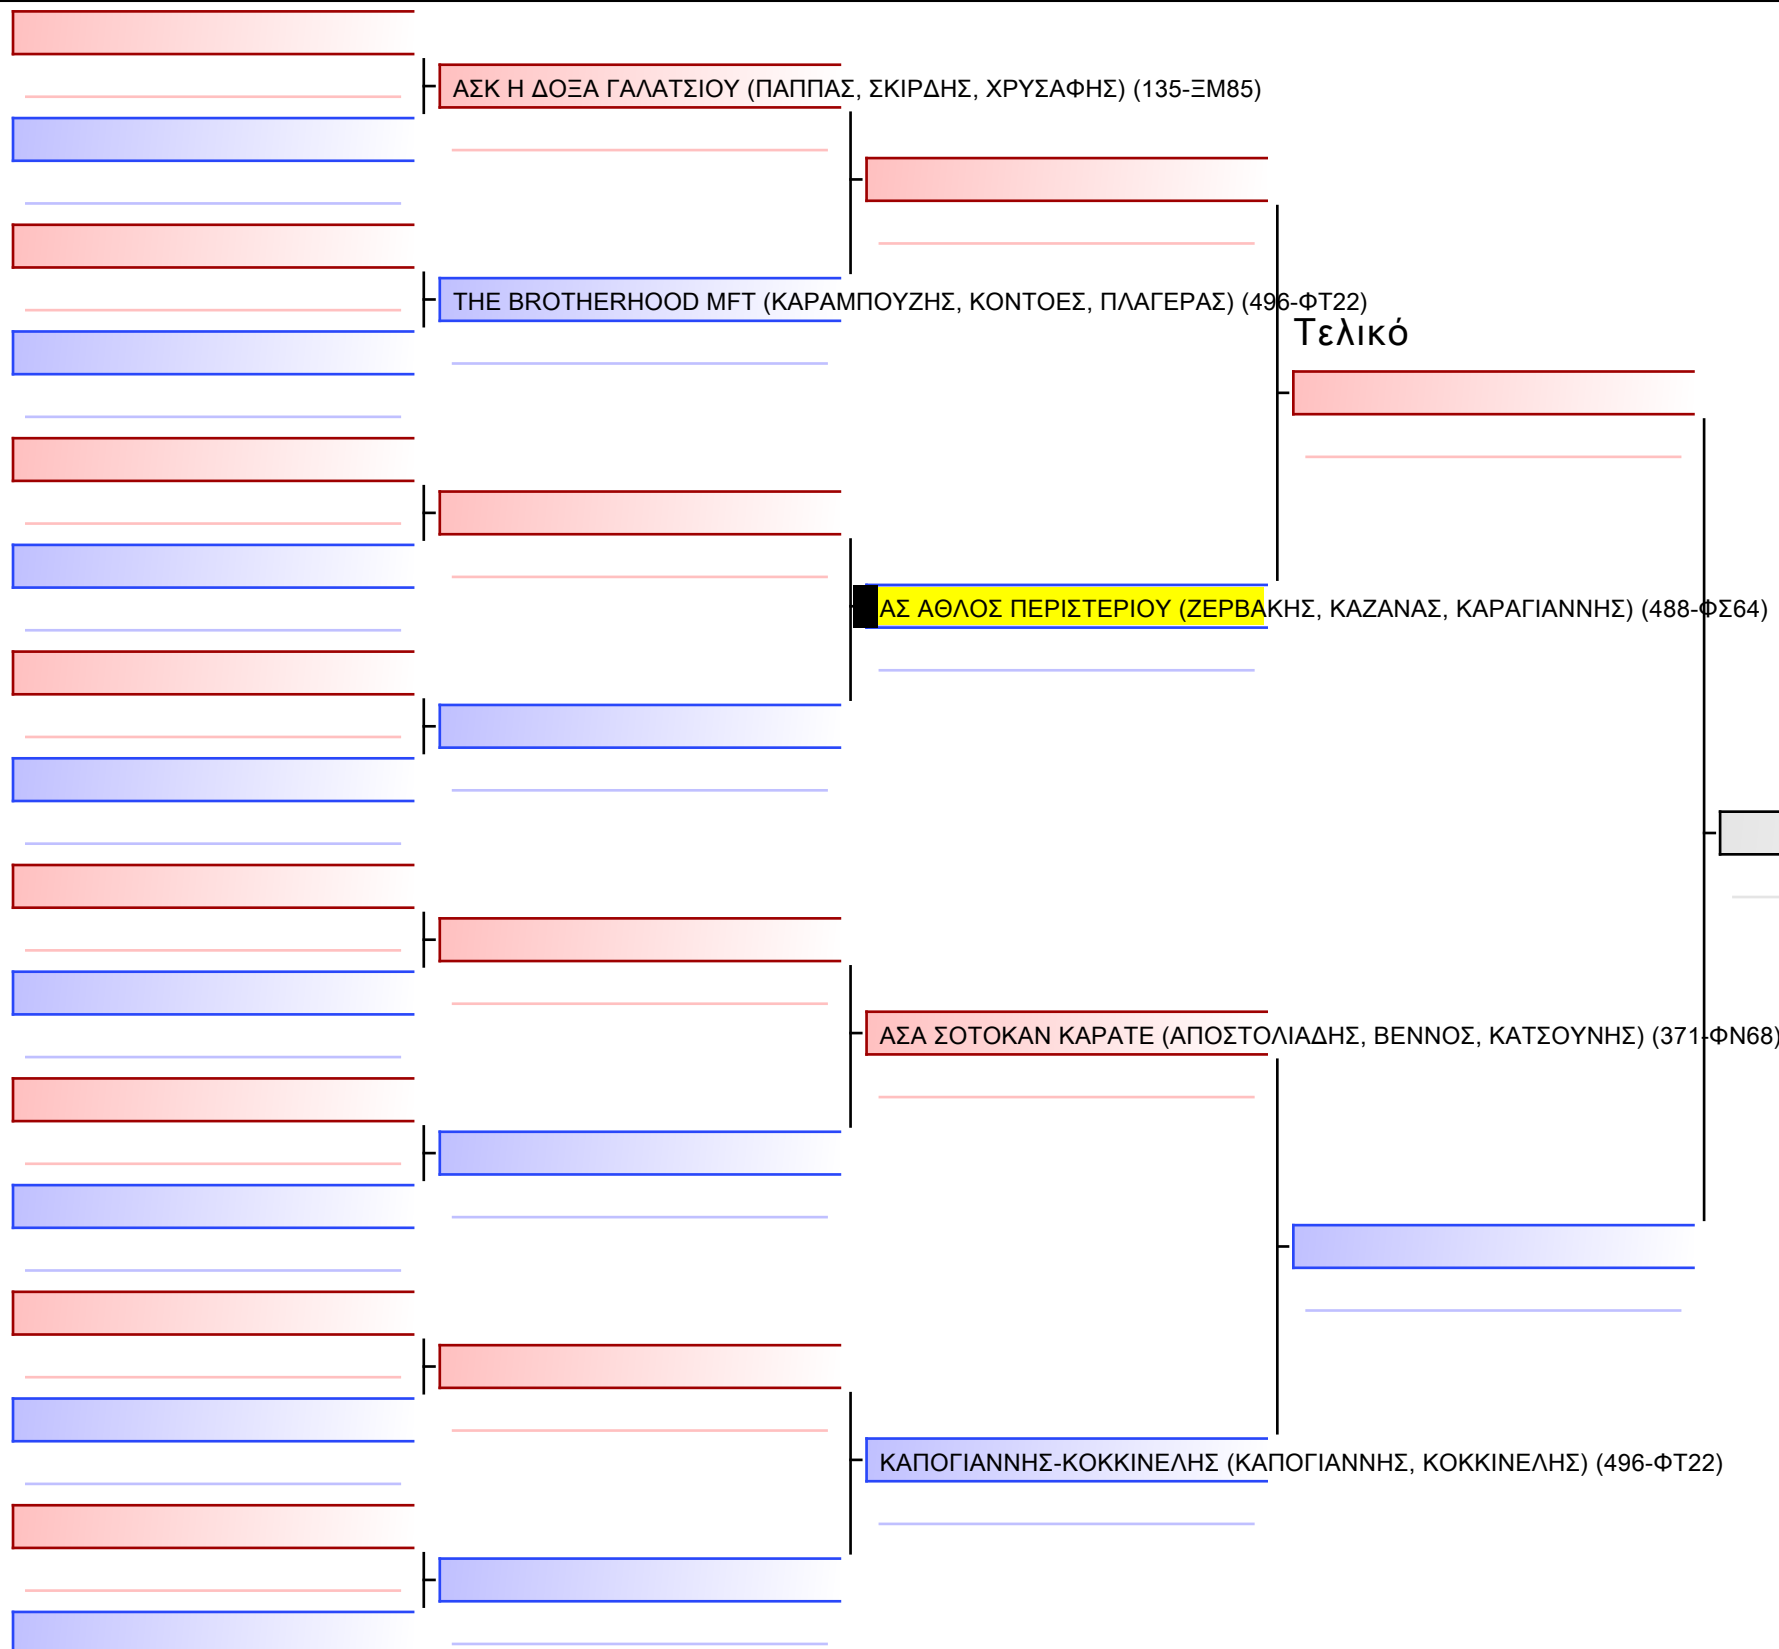 ΑΣΚ Η ΔΟΞΑ ΓΑΛΑΤΣΙΟΥ (ΠΑΠΠΑΣ, ΣΚΙΡΔΗΣ, ΧΡΥΣΑΦΗΣ) (135-ΞΜ85)
THE BROTHERHOOD MFT (ΚΑΡΑΜΠΟΥΖΗΣ, ΚΟΝΤΟΕΣ, ΠΛΑΓΕΡΑΣ) (496-ΦΤ22)
Τελικό
ΑΣ ΑΘΛΟΣ ΠΕΡΙΣΤΕΡΙΟΥ (ΖΕΡΒΑΚΗΣ, ΚΑΖΑΝΑΣ, ΚΑΡΑΓΙΑΝΝΗΣ) (488-ΦΣ64)
ΑΣΑ ΣΟΤΟΚΑΝ ΚΑΡΑΤΕ (ΑΠΟΣΤΟΛΙΑΔΗΣ, ΒΕΝΝΟΣ, ΚΑΤΣΟΥΝΗΣ) (371-ΦΝ68)
ΚΑΠΟΓΙΑΝΝΗΣ-ΚΟΚΚΙΝΕΛΗΣ (ΚΑΠΟΓΙΑΝΝΗΣ, ΚΟΚΚΙΝΕΛΗΣ) (496-ΦΤ22)